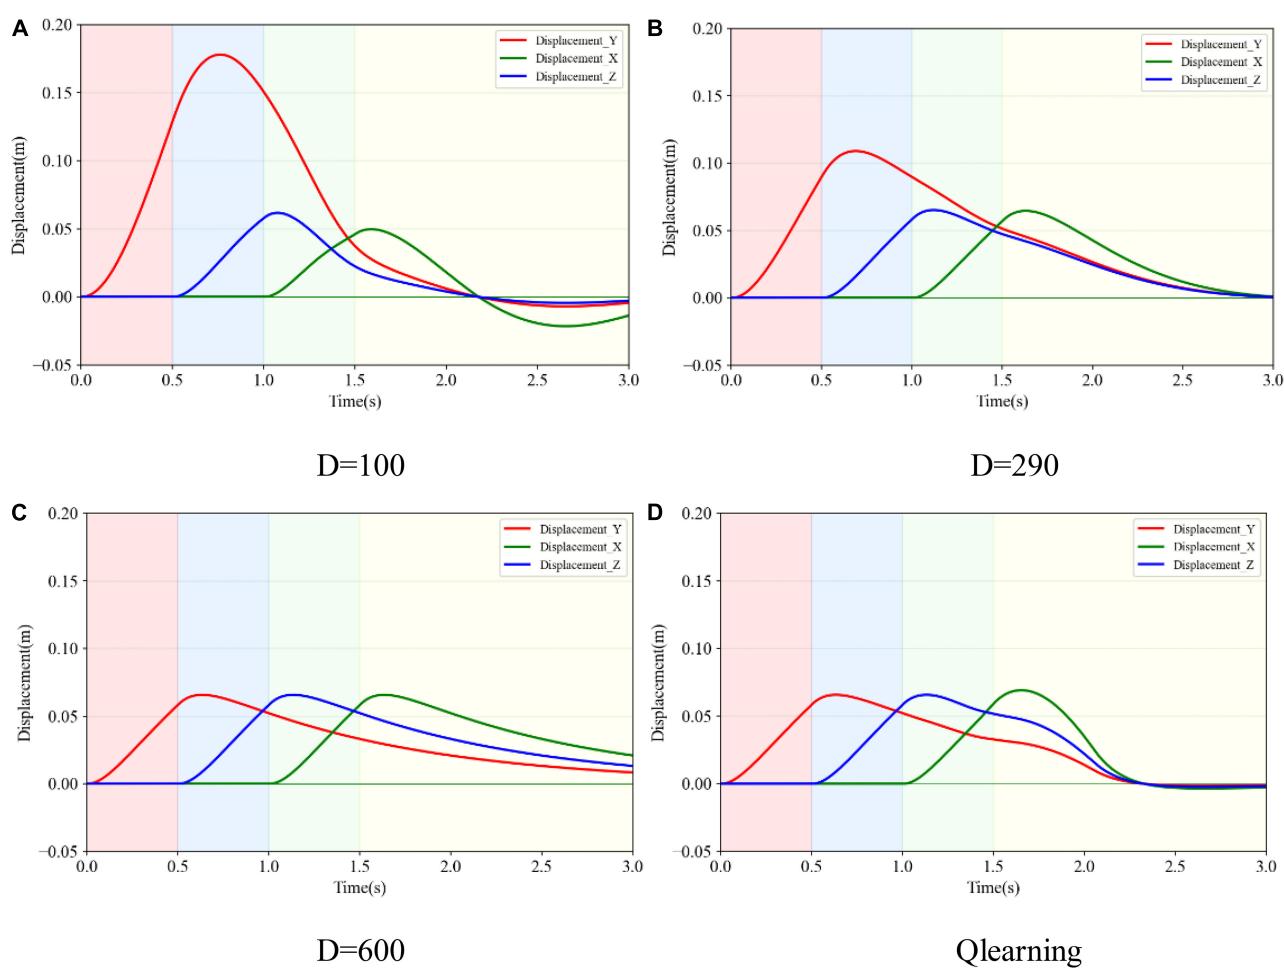 A
0.20
0.15
0.10
0.05
0.00
−0.05
Displacement(m)
Displacement_Y
Displacement_X
Displacement_Z
0.0 0.5 1.0 1.5 2.0 2.5 3.0
Time(s)
D=100
B
0.20
0.15
0.10
0.05
0.00
−0.05
Displacement(m)
Displacement_Y
Displacement_X
Displacement_Z
0.0 0.5 1.0 1.5 2.0 2.5 3.0
Time(s)
D=290
C
0.20
0.15
0.10
0.05
0.00
−0.05
Displacement(m)
Displacement_Y
Displacement_X
Displacement_Z
0.0 0.5 1.0 1.5 2.0 2.5 3.0
Time(s)
D=600
D
0.20
0.15
0.10
0.05
0.00
−0.05
Displacement(m)
Displacement_Y
Displacement_X
Displacement_Z
0.0 0.5 1.0 1.5 2.0 2.5 3.0
Time(s)
Qlearning